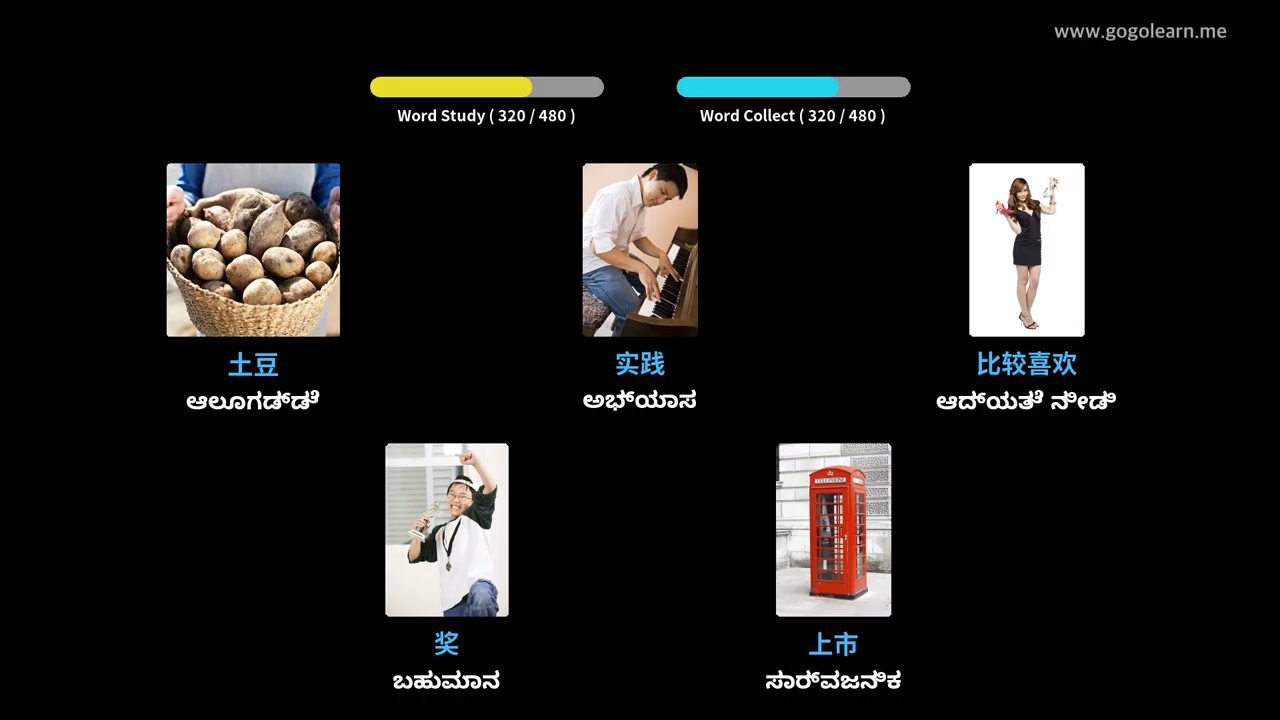 www.gogolearn.me
Word Study ( 320 / 480 )
Word Collect ( 320 / 480 )
土豆
ಆಲೂಗಡ್ಡೆ
实践
ಅಭ್ಯಾಸ
比较喜欢
ಆದ್ಯತೆ ನೀಡಿ
奖
ಬಹುಮಾನ
TELEPHONE
上市
ಸಾರ್ವಜನಿಕ